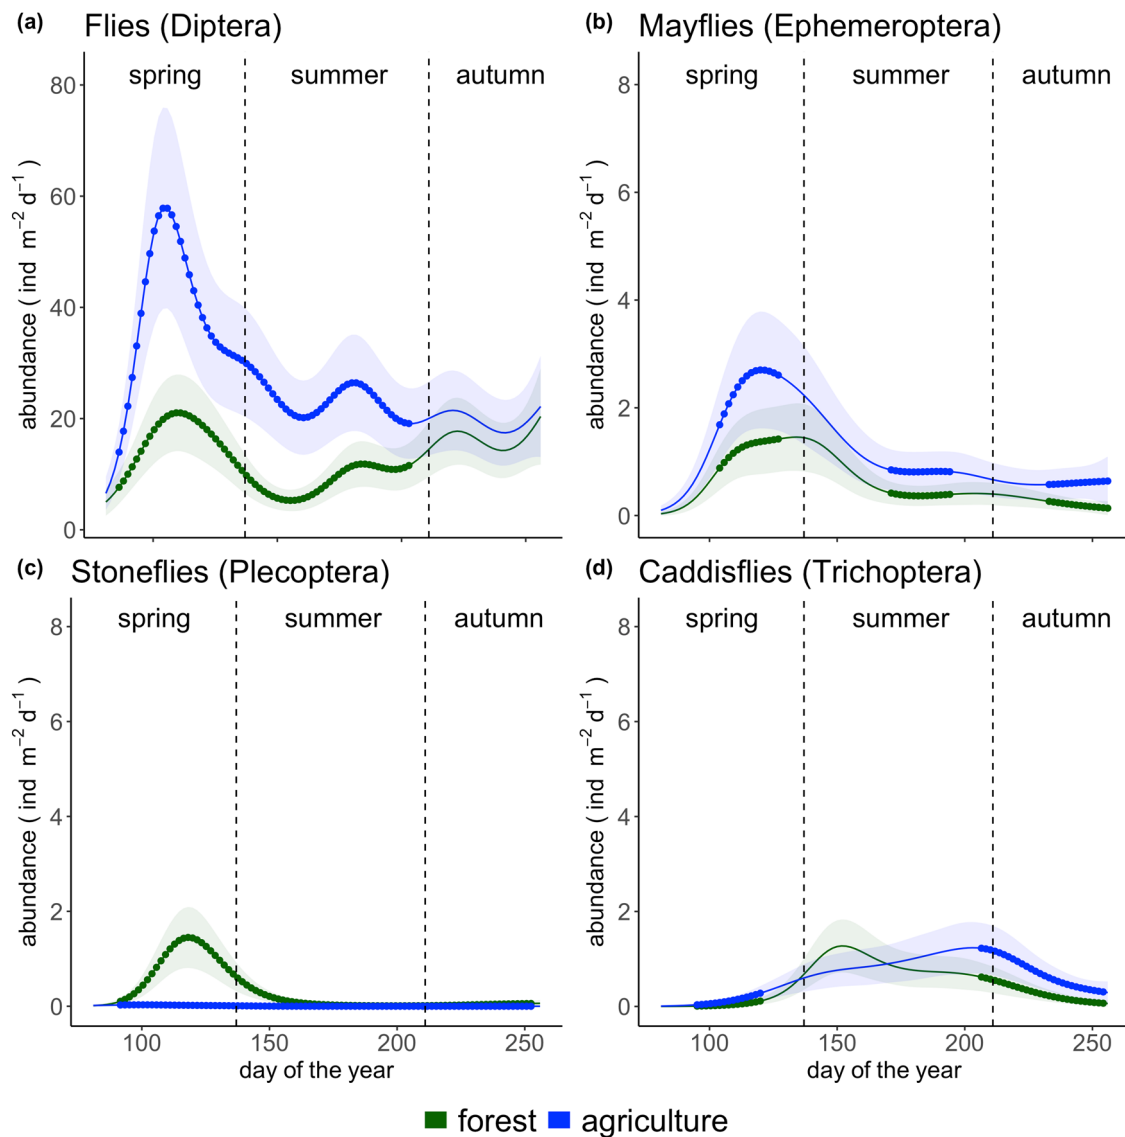 (a) Flies (Diptera)
spring summer autumn
80
60
40
20
0
abundance ( ind m−2 d−1 )
(b) Mayflies (Ephemeroptera)
spring summer autumn
8
6
4
2
0
abundance ( ind m−2 d−1 )
(c) Stoneflies (Plecoptera)
spring summer autumn
8
6
4
2
0
abundance ( ind m−2 d−1 )
100 150 200 250
day of the year
(d) Caddisflies (Trichoptera)
spring summer autumn
8
6
4
2
0
abundance ( ind m−2 d−1 )
100 150 200 250
day of the year
forest agriculture